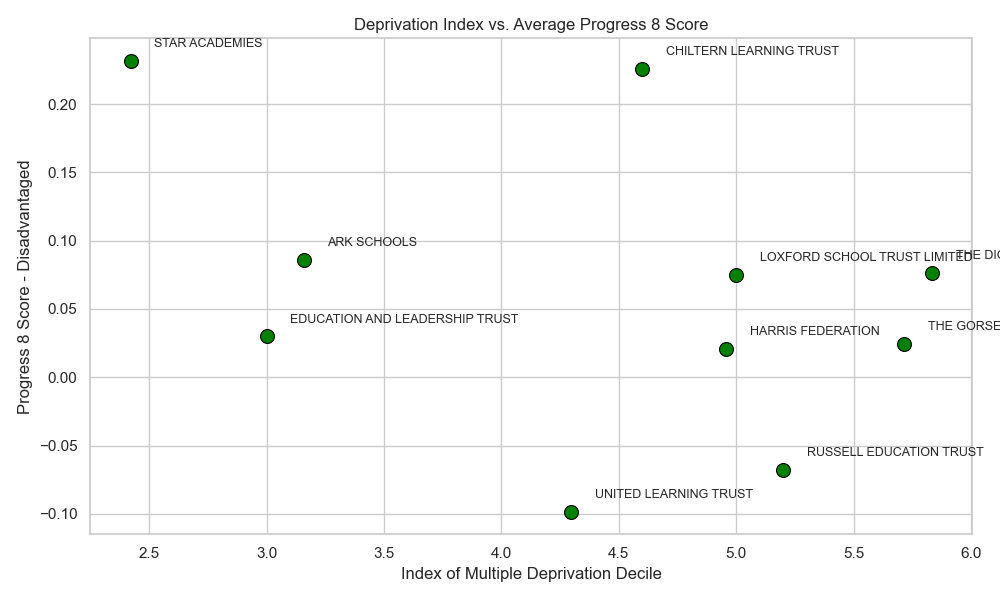 Deprivation Index vs. Average Progress 8 Score
STAR ACADEMIES
CHILTERN LEARNING TRUST
0.20
0.15
0.10
ARK SCHOOLS
LOXFORD SCHOOL TRUST LIMITED
THE DIO
0.05
EDUCATION AND LEADERSHIP TRUST
HARRIS FEDERATION
THE GORSE
0.00
−0.05
RUSSELL EDUCATION TRUST
UNITED LEARNING TRUST
−0.10
Progress 8 Score - Disadvantaged
2.5 3.0 3.5 4.0 4.5 5.0 5.5 6.0
Index of Multiple Deprivation Decile